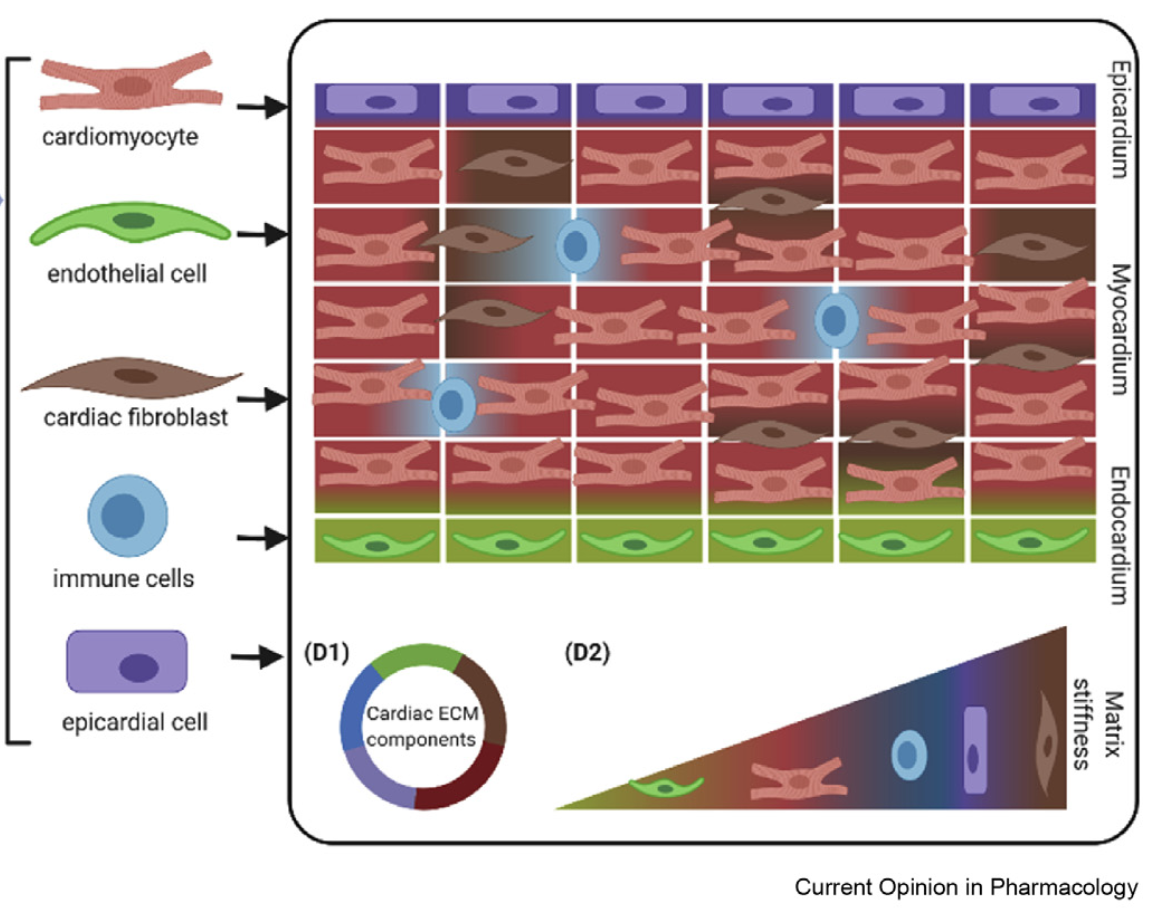 cardiomyocyte
endothelial cell
cardiac fibroblast
immune cells
epicardial cell
Epicardium
Myocardium
Endocardium
(D1)
Cardiac ECM
components
(D2)
Matrix
stiffness
Current Opinion in Pharmacology